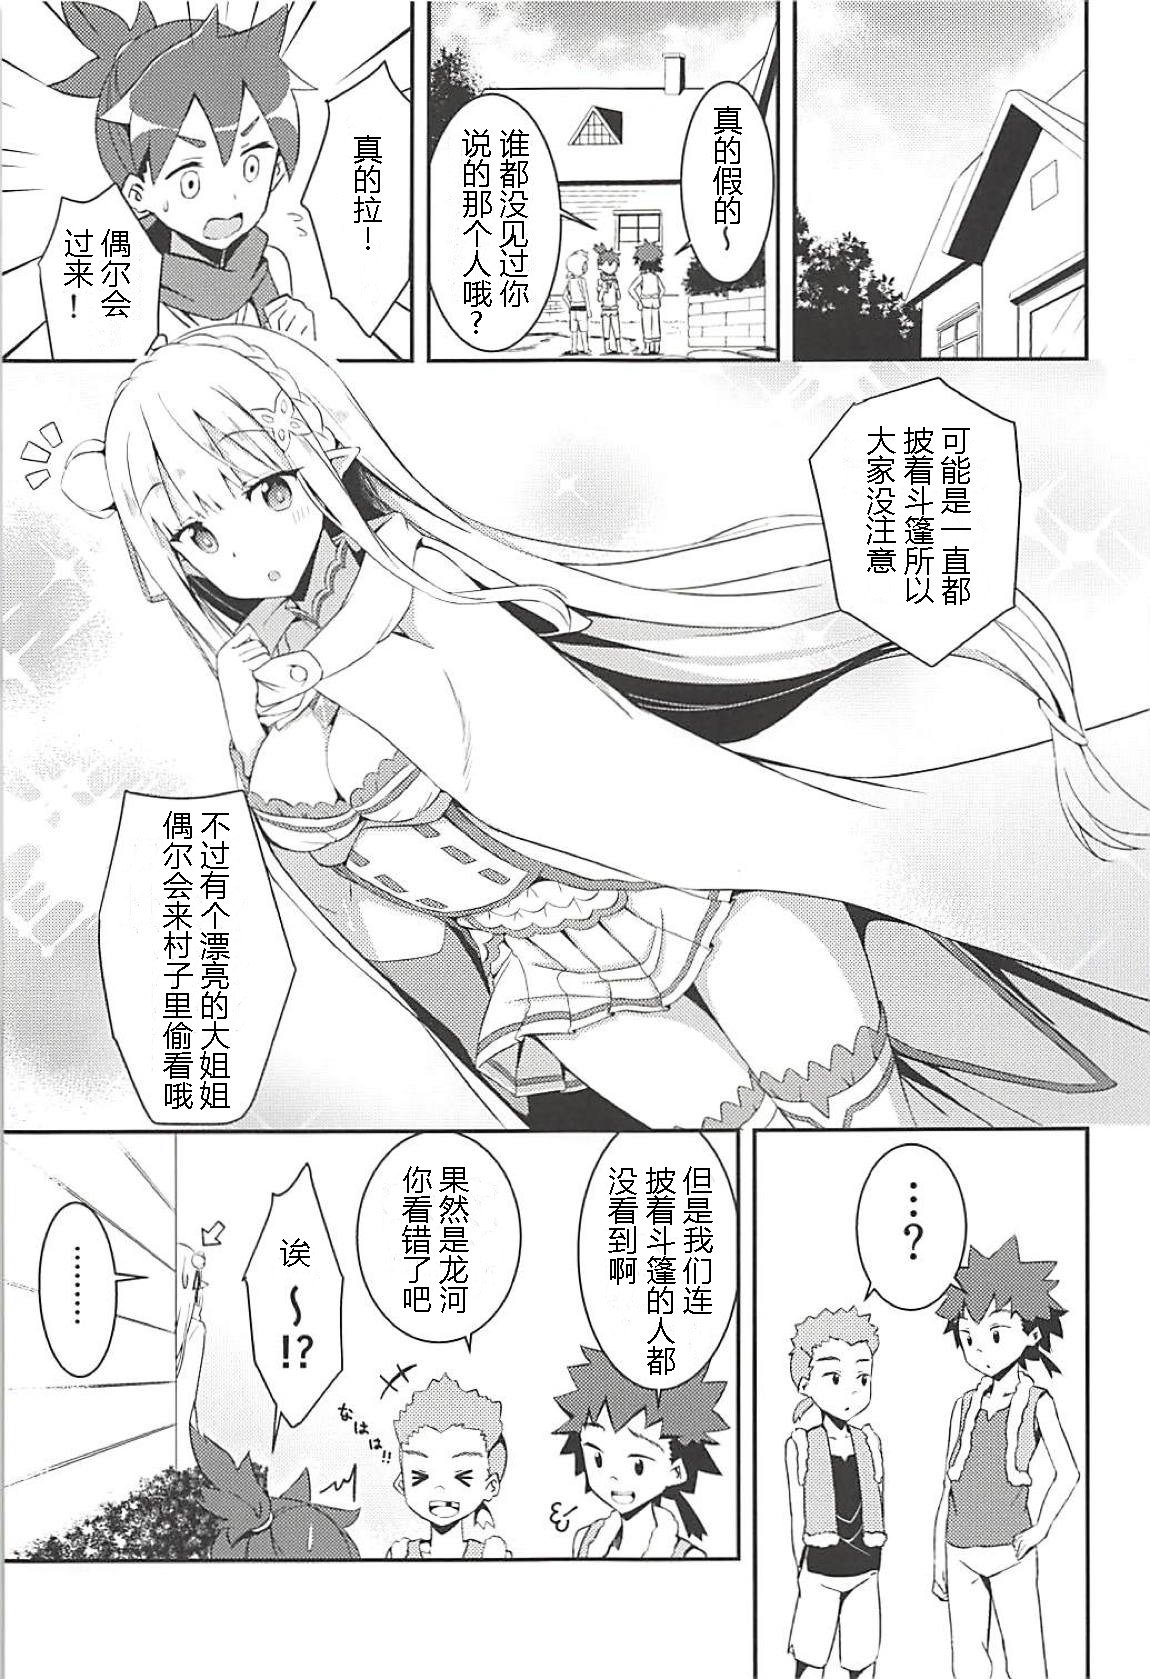 真的假的～
谁都没见过你
说的那个人哦？
真的拉！
偶尔会
过来！
可能是一直都
披着斗篷所以
大家没注意
不过有个漂亮的大姐姐
偶尔会来村子里偷看哦
…？
但是我们连
披着斗篷的人都
没看到啊
果然是龙河
你看错了吧
なはは!!
诶～!?
………